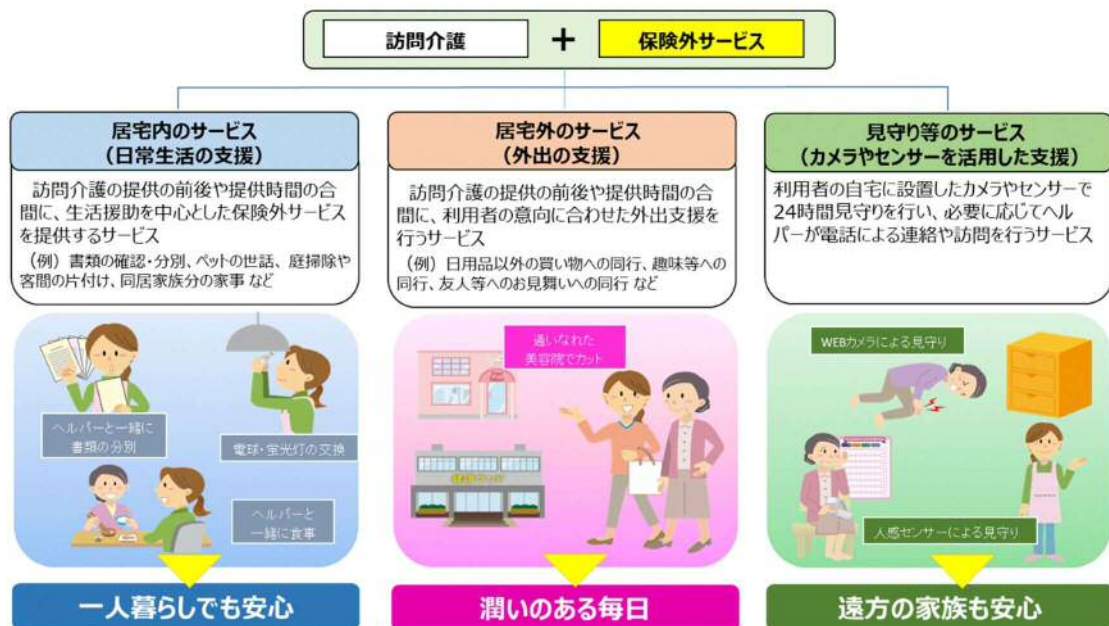 訪問介護 + 保険外サービス
居宅内のサービス
(日常生活の支援)
訪問介護の提供の前後や提供時間の合
間に、生活援助を中心とした保険外サービス
を提供するサービス
(例)書類の確認・分別、ペットの世話、庭掃除や
客間の片付け、同居家族分の家事 など
ヘルパーと一緒に
書類の分別
電球・蛍光灯の交換
ヘルパーと
一緒に食事
一人暮らしでも安心
居宅外のサービス
(外出の支援)
訪問介護の提供の前後や提供時間の合
間に、利用者の意向に合わせた外出支援を
行うサービス
(例)日用品以外の買い物への同行、趣味等への
同行、友人等へのお見舞いへの同行 など
通いなれた
美容院でカット
潤いのある毎日
見守り等のサービス
(カメラやセンサーを活用した支援)
利用者の自宅に設置したカメラやセンサーで
24時間見守りを行い、必要に応じてヘル
パーが電話による連絡や訪問を行うサービス
WEBカメラによる見守り
人感センサーによる見守り
遠方の家族も安心